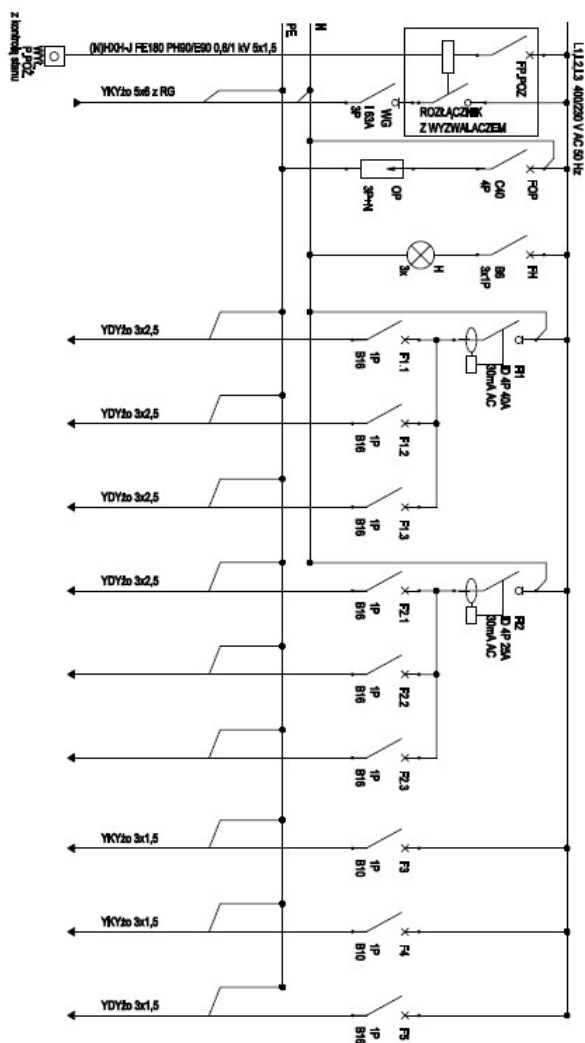 L1,L2,L3 400/230 V AC 50 Hz
N
PE
FP.POŻ
ROZŁĄCZNIK
Z WYZWALACZEM
(N)HXH-J FE180 PH90/E90 0,6/1 kV 5x1,5
WYŁ.
P.POŻ
z kontrolą stanu
WG
I 63A
3P
YKYżo 5x6 z RG
FOP
C40
4P
OP
3P+N
FH
B6
3x1P
H
3x
FI1
ID 4P 40A
30mA AC
F1.1
1P
B16
YDYżo 3x2,5
F1.2
1P
B16
YDYżo 3x2,5
F1.3
1P
B16
YDYżo 3x2,5
FI2
ID 4P 25A
30mA AC
F2.1
1P
B16
YDYżo 3x2,5
F2.2
1P
B16
F2.3
1P
B16
F3
1P
B10
YKYżo 3x1,5
F4
1P
B10
YKYżo 3x1,5
F5
1P
B16
YDYżo 3x1,5